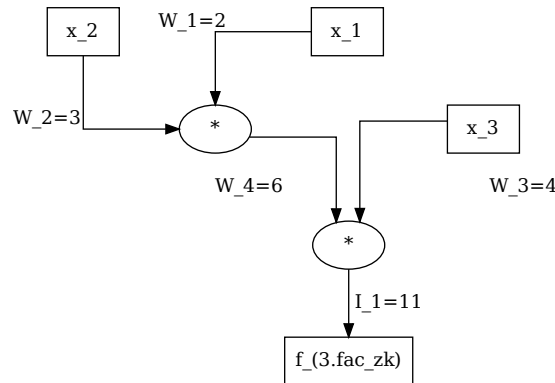 x_2
W_1=2
x_1
W_2=3
*
x_3
W_4=6
W_3=4
*
I_1=11
f_(3.fac_zk)